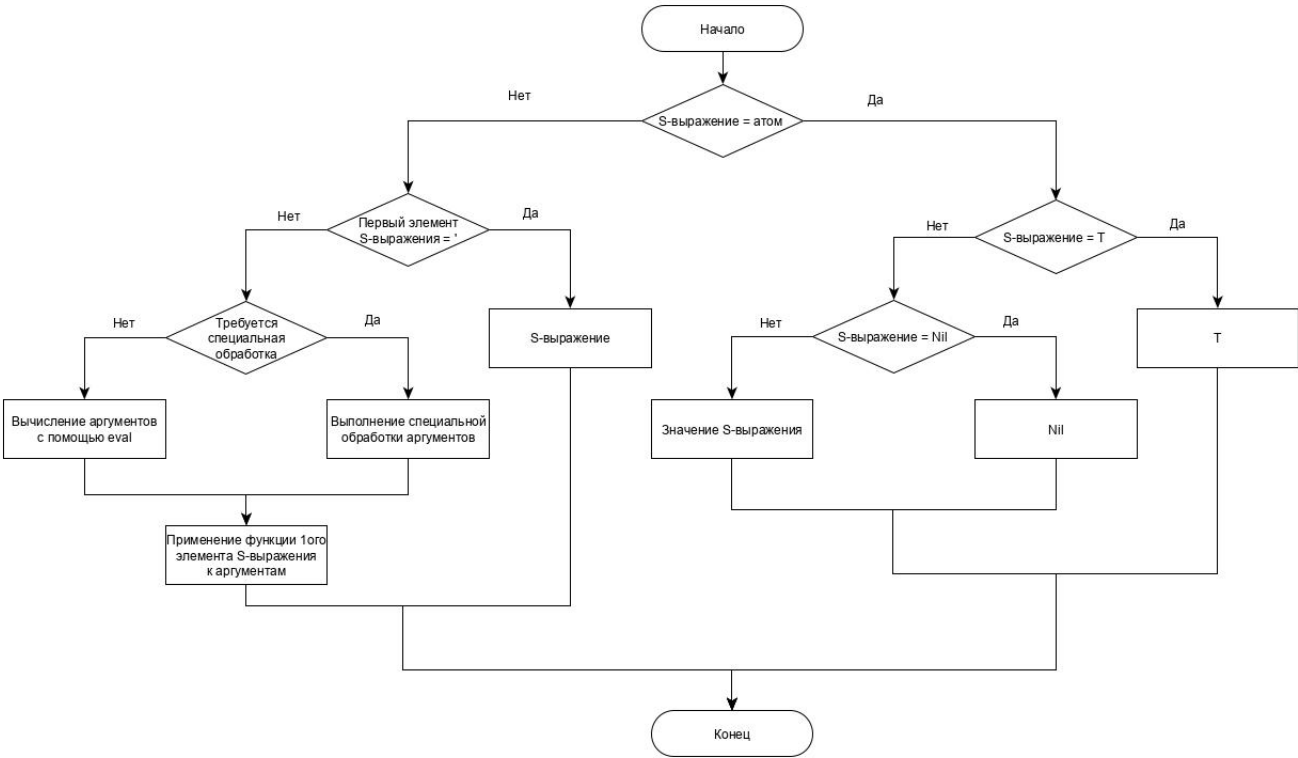 Начало
Нет
Да
S-выражение = атом
Нет
Первый элемент
S-выражения = '
Да
Нет
S-выражение = T
Да
Нет
Требуется
специальная
обработка
Да
S-выражение
Нет
S-выражение = Nil
Да
T
Вычисление аргументов
с помощью eval
Выполнение специальной
обработки аргументов
Значение S-выражения
Nil
Применение функции 1ого
элемента S-выражения
к аргументам
Конец